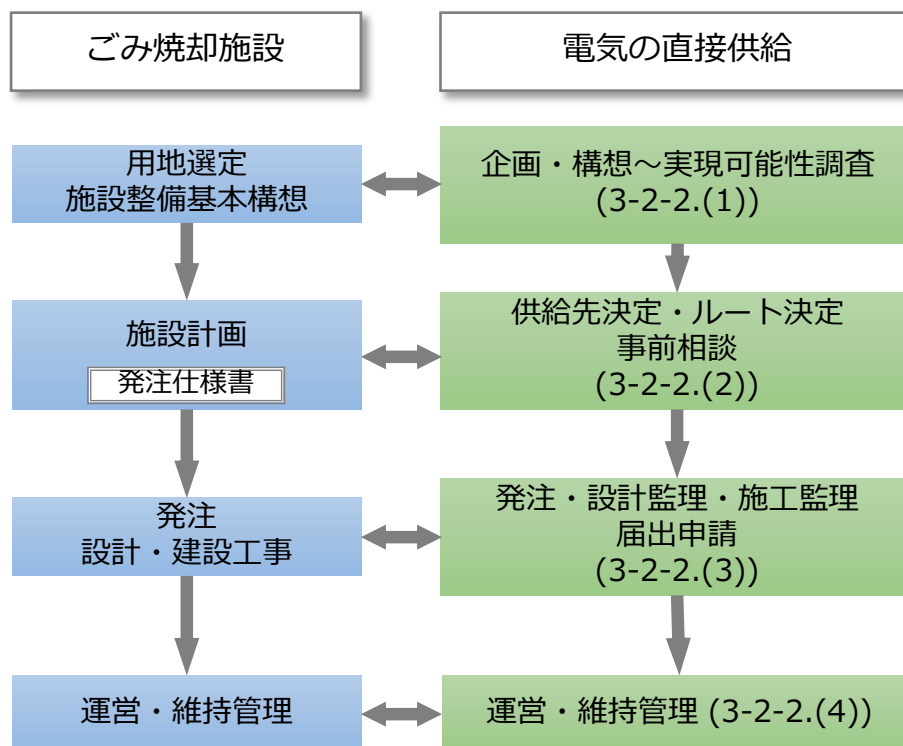 ごみ焼却施設
電気の直接供給
用地選定
施設整備基本構想
企画・構想～実現可能性調査
(3-2-2.(1))
施設計画
発注仕様書
供給先決定・ルート決定
事前相談
(3-2-2.(2))
発注
設計・建設工事
発注・設計監理・施工監理
届出申請
(3-2-2.(3))
運営・維持管理
運営・維持管理 (3-2-2.(4))